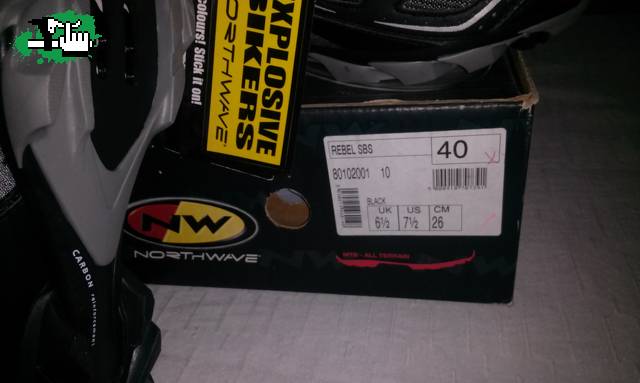 colours! Stick it on!
NORTHWAVE
EXPLOSIVE
BIKERS
REBEL SBS
40
80102001 10
BLACK
UK US CM
6½ 7½ 26
NW
NORTHWAVE
MTB - ALL TERRAIN
CARBON reinforcement